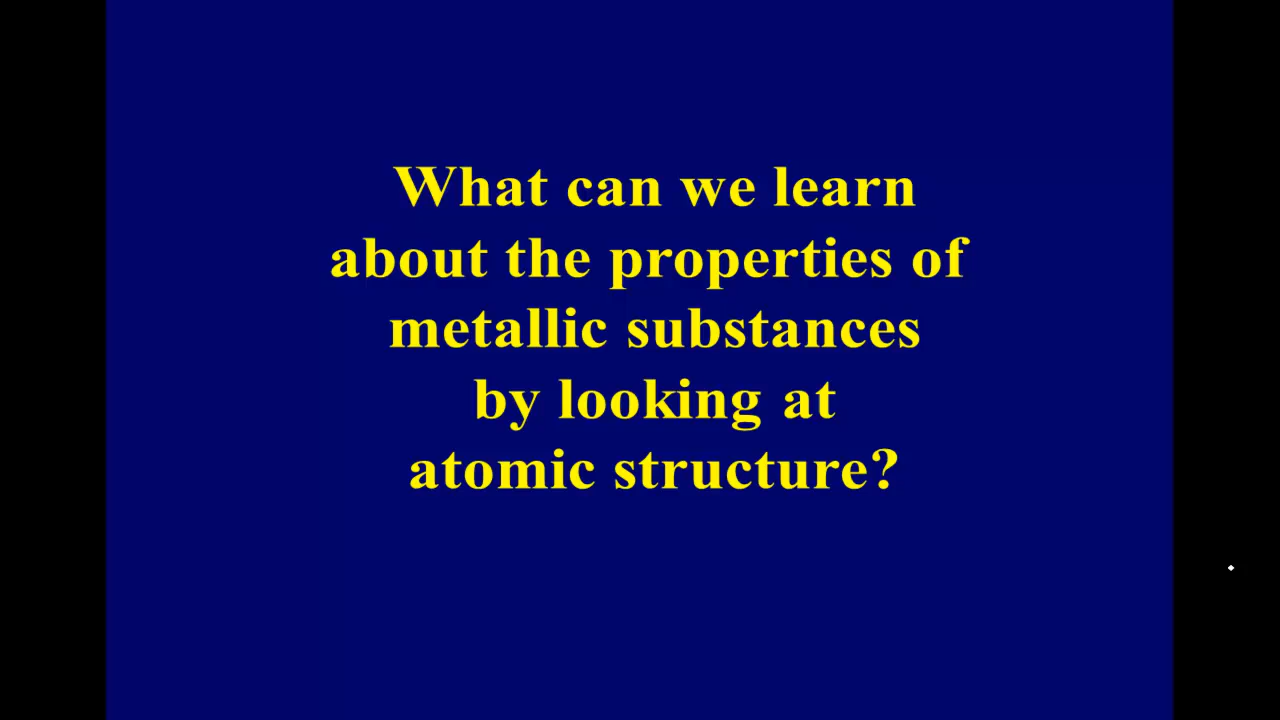 What can we learn
about the properties of
metallic substances
by looking at
atomic structure?